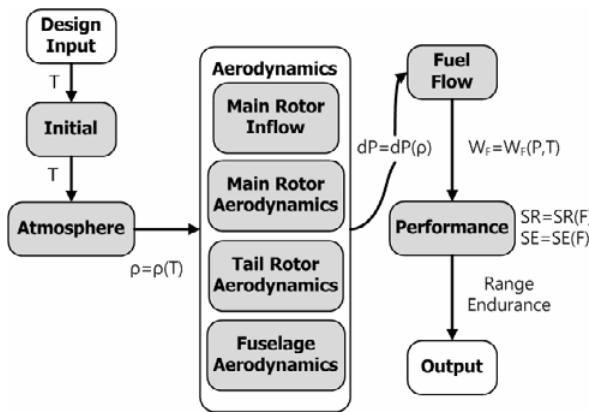 Design
Input
T
Initial
T
Atmosphere
ρ=ρ(T)
Aerodynamics
Main Rotor
Inflow
Main Rotor
Aerodynamics
Tail Rotor
Aerodynamics
Fuselage
Aerodynamics
dP=dP(ρ)
Fuel
Flow
W_F=W_F(P,T)
Performance
SR=SR(F)
SE=SE(F)
Range
Endurance
Output